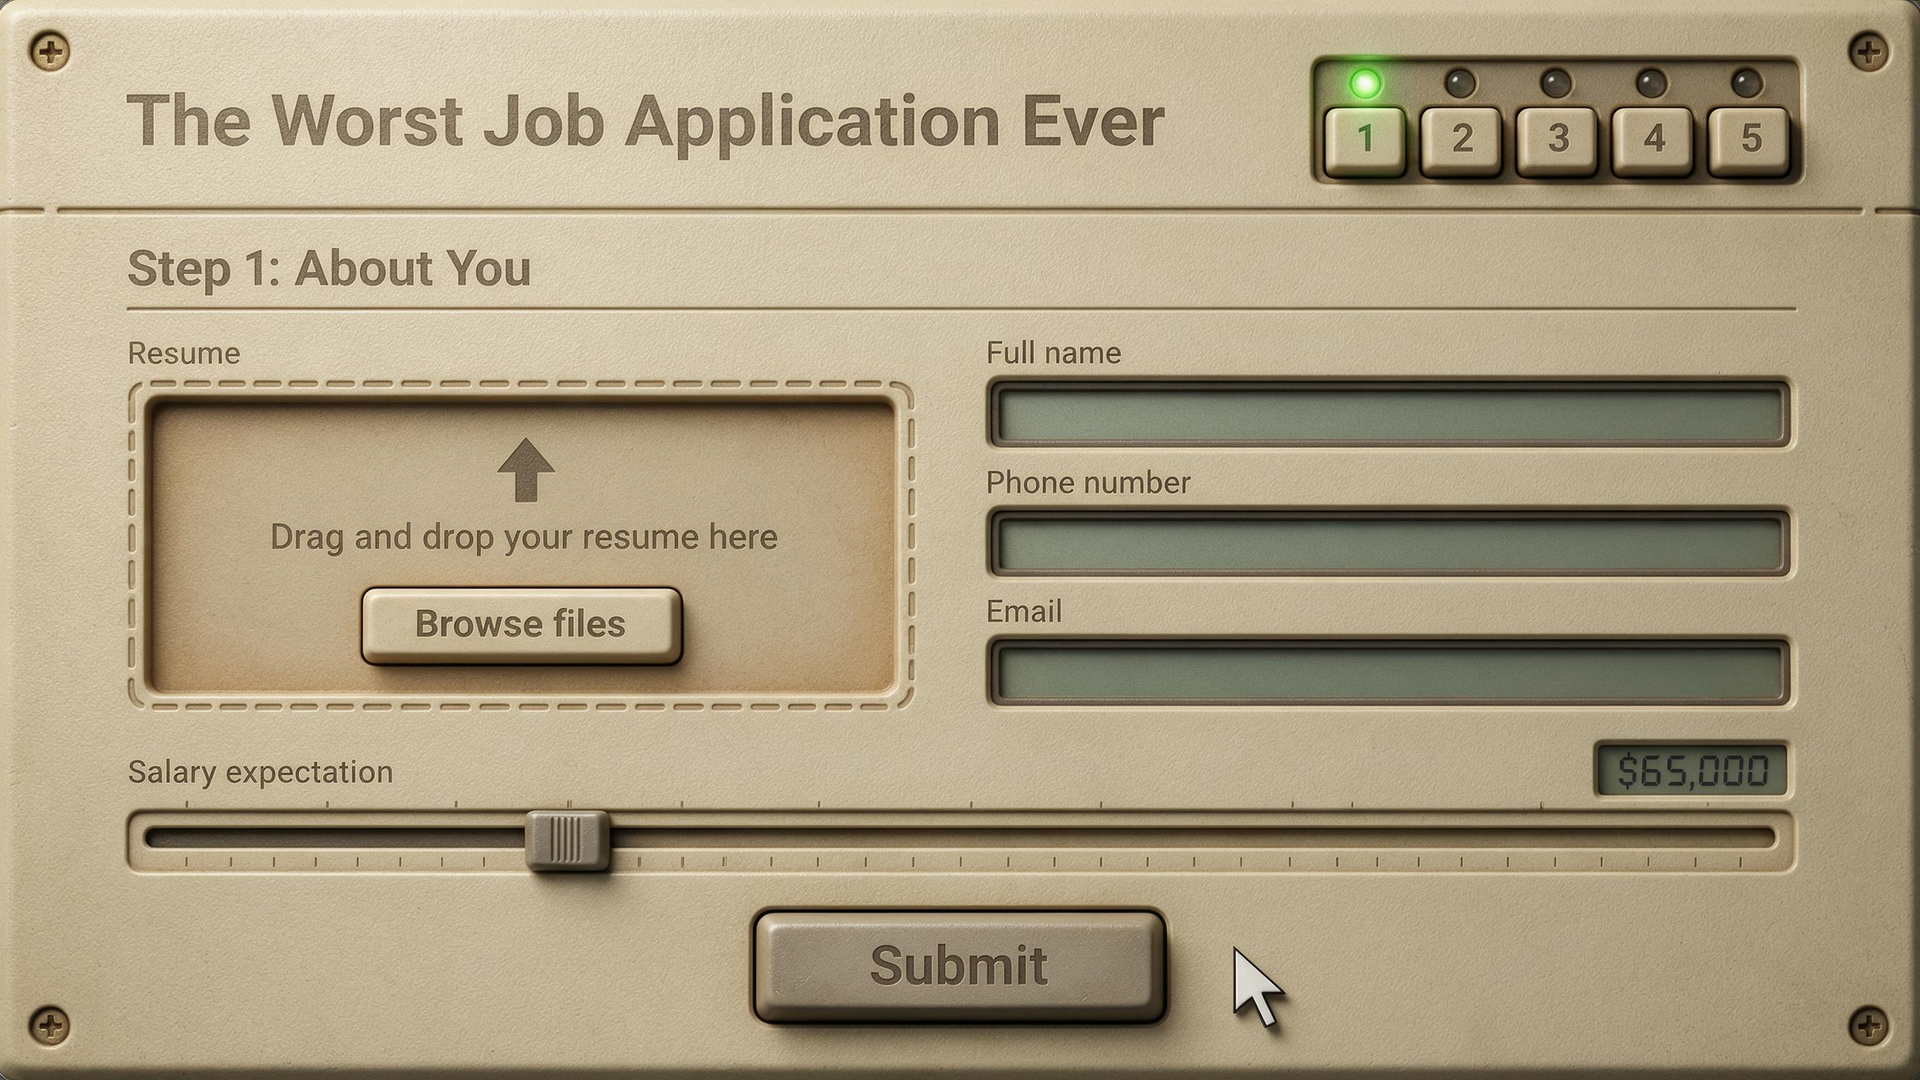 The Worst Job Application Ever
1 2 3 4 5
Step 1: About You
Resume
Drag and drop your resume here
Browse files
Full name
Phone number
Email
Salary expectation
$65,000
Submit